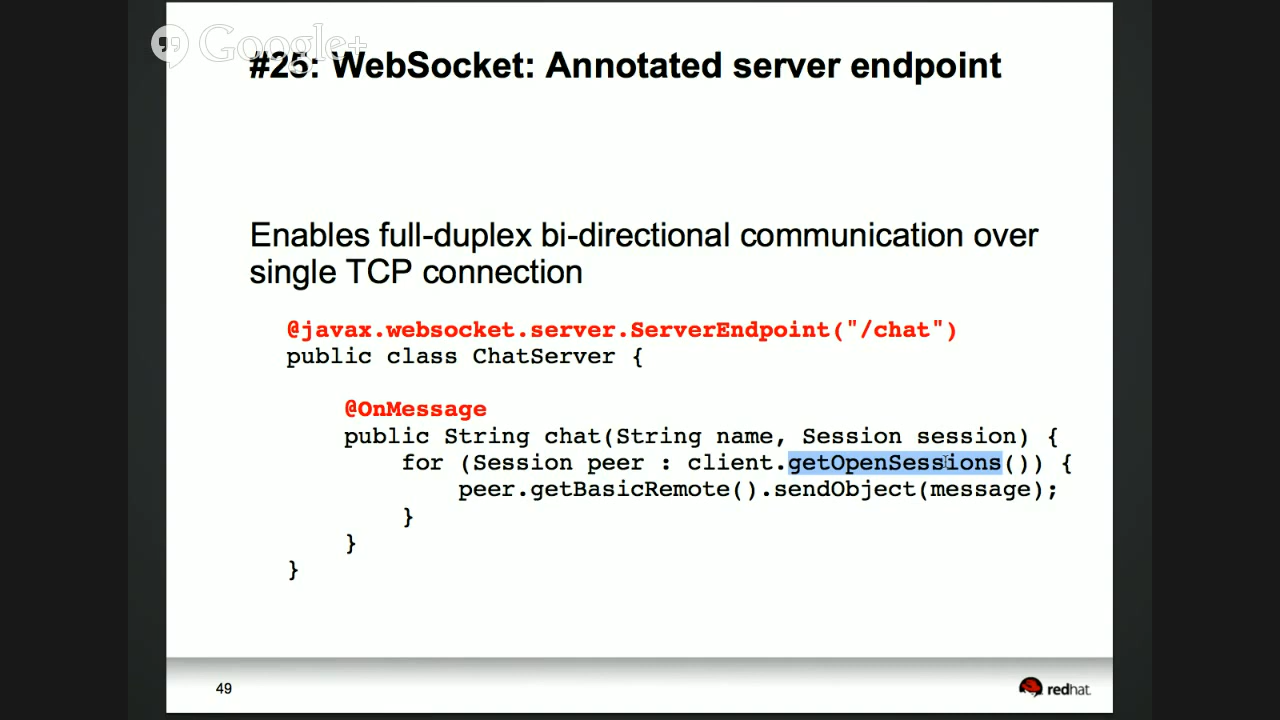 Google+
#25: WebSocket: Annotated server endpoint
Enables full-duplex bi-directional communication over
single TCP connection
@javax.websocket.server.ServerEndpoint("/chat")
public class ChatServer {
@OnMessage
public String chat(String name, Session session) {
for (Session peer : client.getOpenSessions()) {
peer.getBasicRemote().sendObject(message);
}
}
}
49
redhat.